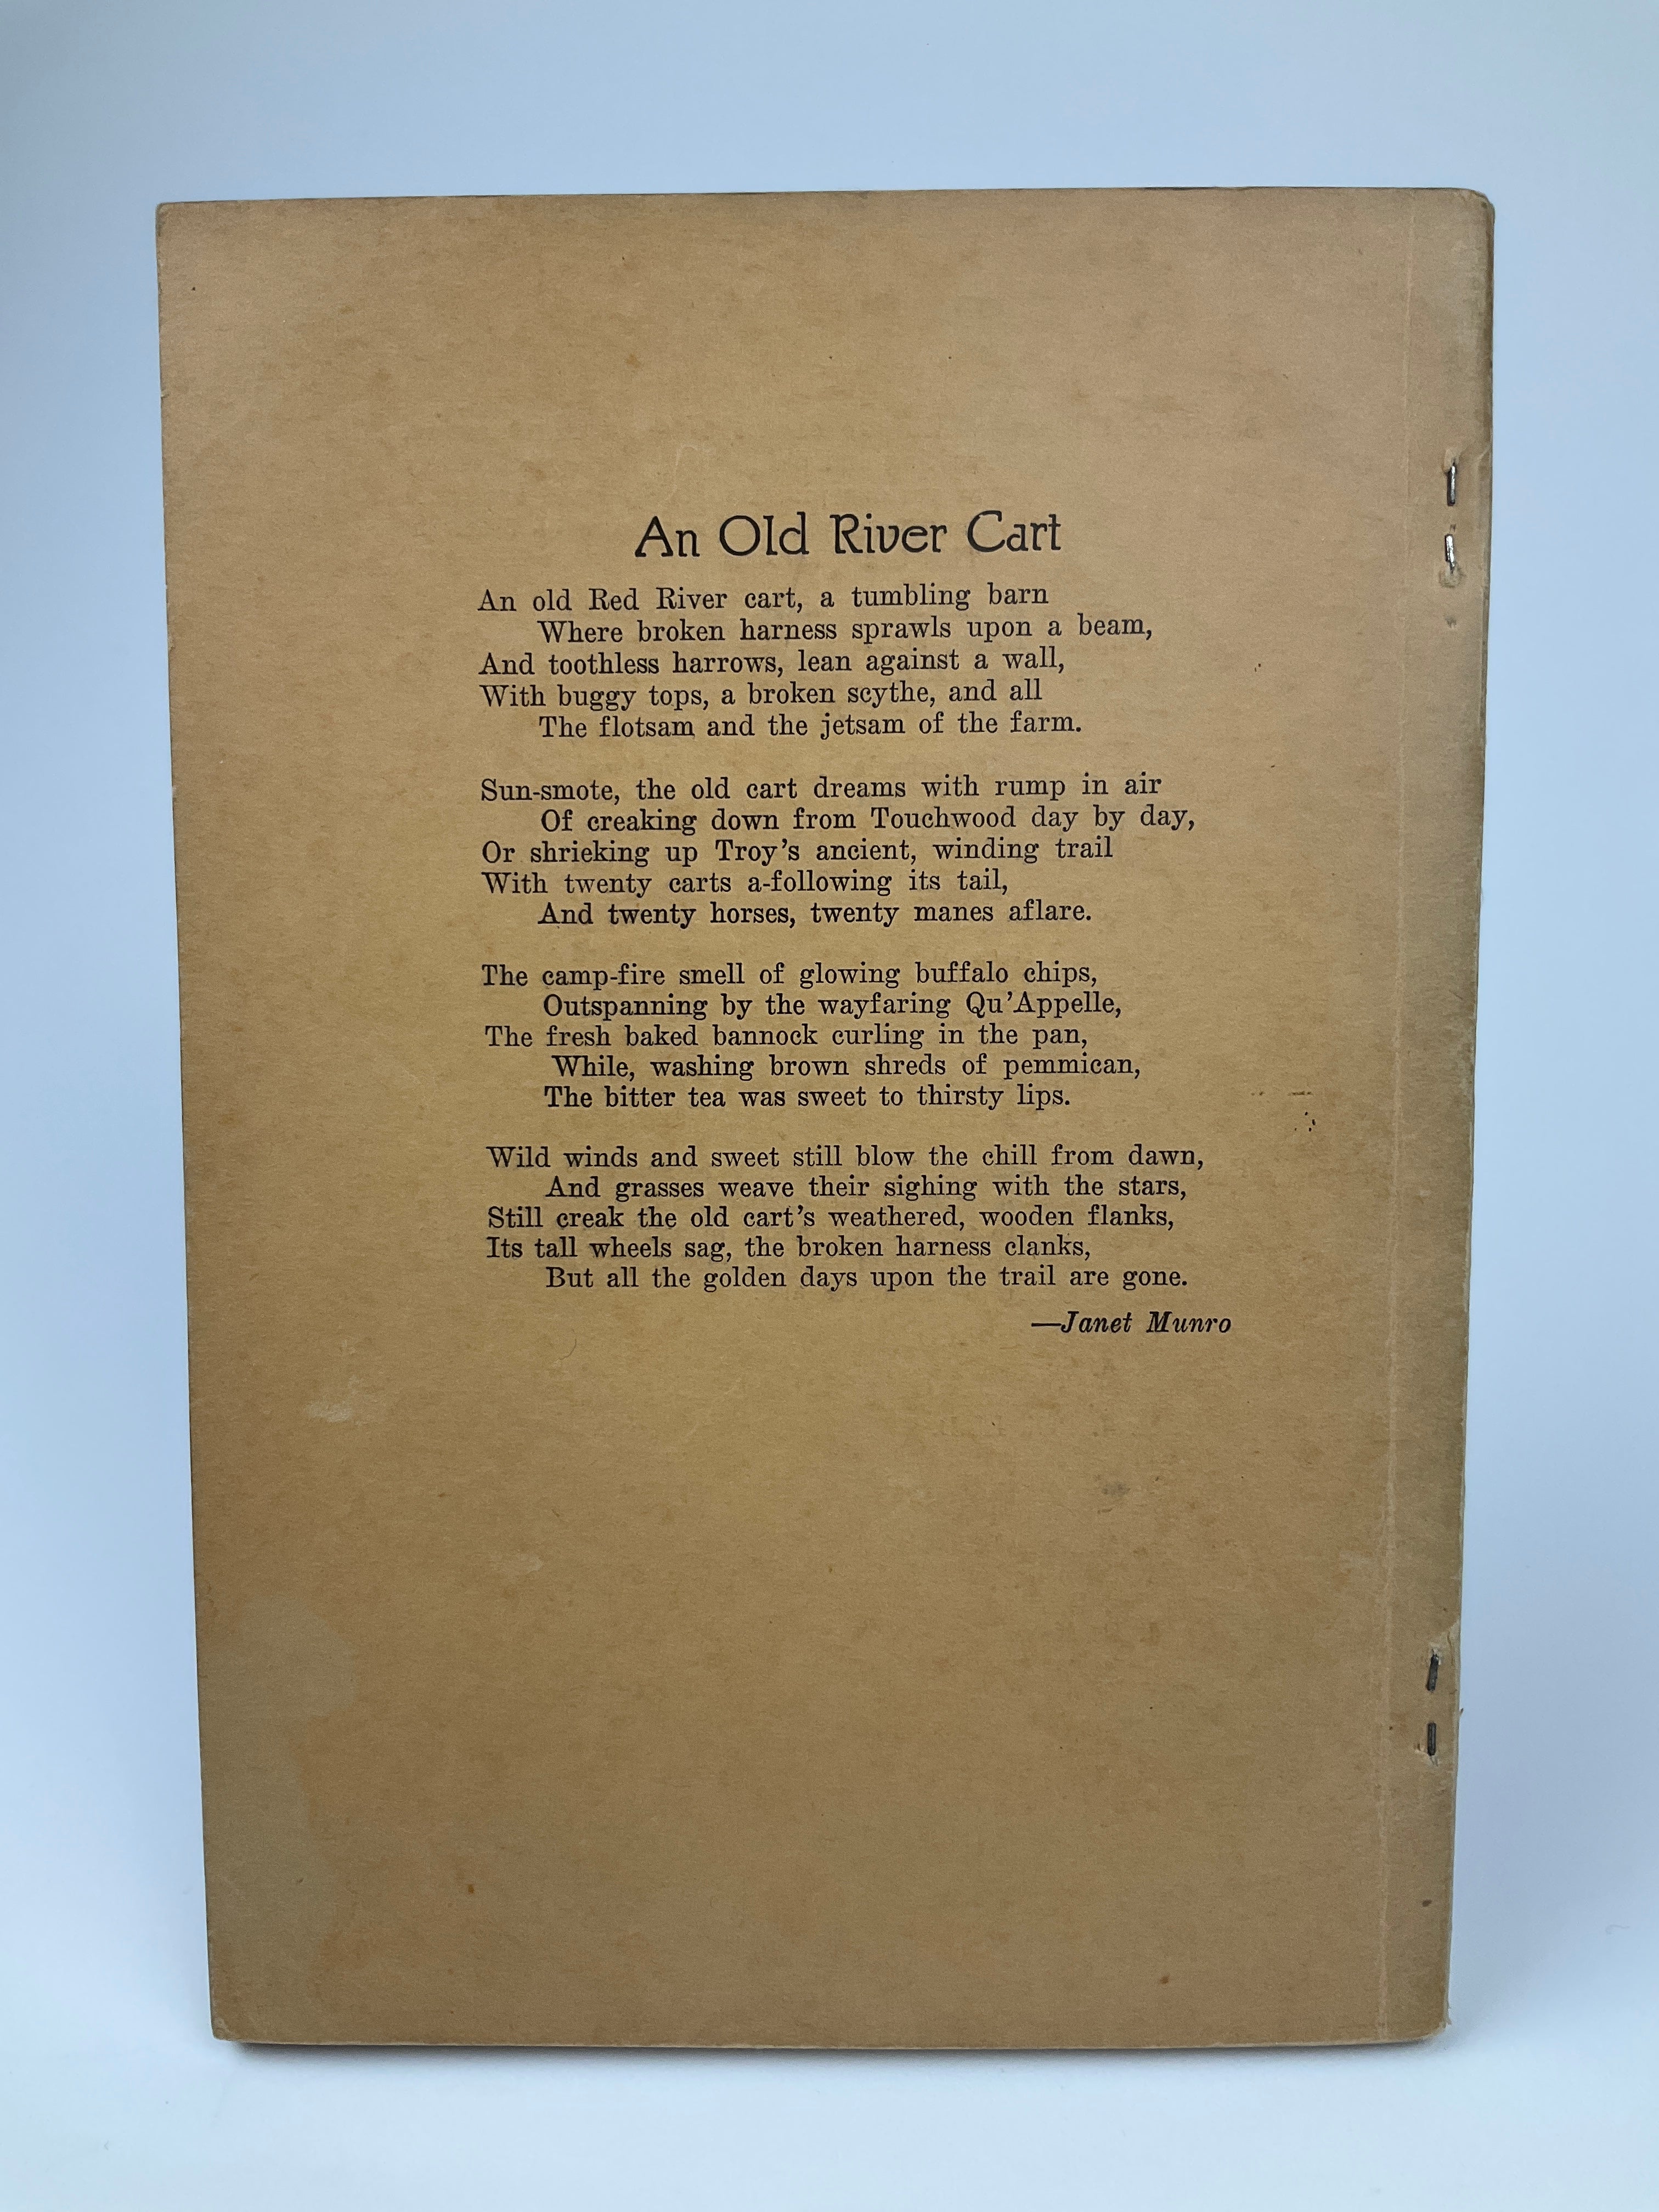 An Old River Cart
An old Red River cart, a tumbling barn
Where broken harness sprawls upon a beam,
And toothless harrows, lean against a wall,
With buggy tops, a broken scythe, and all
The flotsam and the jetsam of the farm.
Sun-smote, the old cart dreams with rump in air
Of creaking down from Touchwood day by day,
Or shrieking up Troy's ancient, winding trail
With twenty carts a-following its tail,
And twenty horses, twenty manes aflare.
The camp-fire smell of glowing buffalo chips,
Outspanning by the wayfaring Qu'Appelle,
The fresh baked bannock curling in the pan,
While, washing brown shreds of pemmican,
The bitter tea was sweet to thirsty lips.
Wild winds and sweet still blow the chill from dawn,
And grasses weave their sighing with the stars,
Still creak the old cart's weathered, wooden flanks,
Its tall wheels sag, the broken harness clanks,
But all the golden days upon the trail are gone.
—Janet Munro